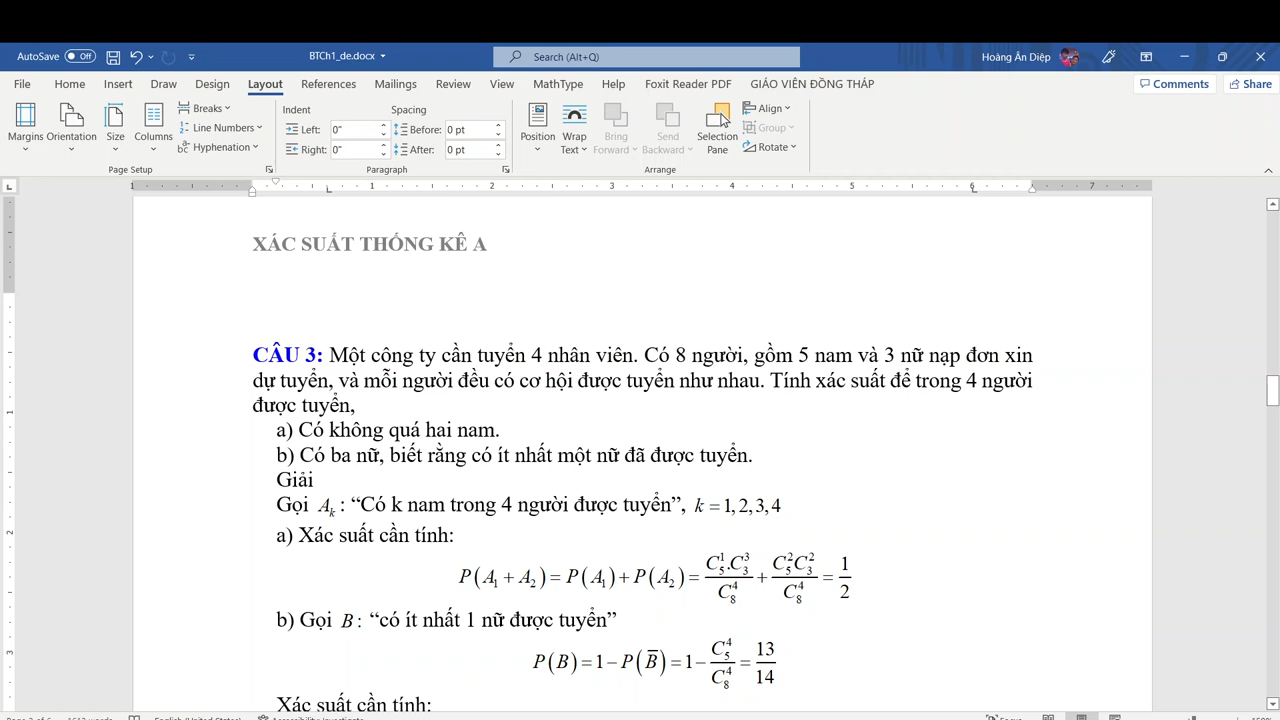 AutoSave Off BTCh1_de.docx Search (Alt+Q) Hoàng Ân Diệp
File Home Insert Draw Design Layout References Mailings Review View MathType Help Foxit Reader PDF GIÁO VIÊN ĐỒNG THÁP Comments Share
Margins Orientation Size Columns Breaks Line Numbers Hyphenation
Page Setup
Indent Spacing
Left: 0" Before: 0 pt
Right: 0" After: 0 pt
Paragraph
Position Wrap Text Bring Forward Send Backward Selection Pane Align Group Rotate
Arrange
1 1 2 3 4 5 6 7
XÁC SUẤT THỐNG KÊ A
CÂU 3: Một công ty cần tuyển 4 nhân viên. Có 8 người, gồm 5 nam và 3 nữ nạp đơn xin
dự tuyển, và mỗi người đều có cơ hội được tuyển như nhau. Tính xác suất để trong 4 người
được tuyển,
a) Có không quá hai nam.
b) Có ba nữ, biết rằng có ít nhất một nữ đã được tuyển.
Giải
Gọi A_k : “Có k nam trong 4 người được tuyển”, k = 1, 2, 3, 4
a) Xác suất cần tính:
P(A_1 + A_2) = P(A_1) + P(A_2) = C_5^1.C_3^3 / C_8^4 + C_5^2 C_3^2 / C_8^4 = 1/2
b) Gọi B : “có ít nhất 1 nữ được tuyển”
P(B) = 1 − P(B̅) = 1 − C_5^4 / C_8^4 = 13/14
Xác suất cần tính: